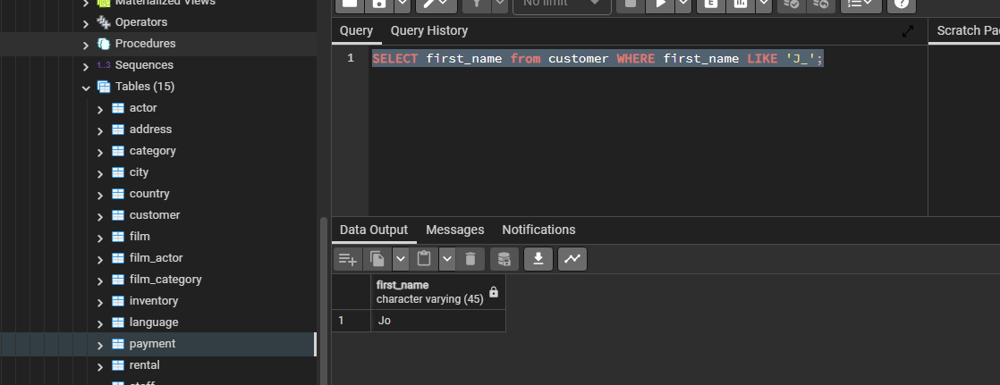 Materialized Views
Operators
Procedures
1..3 Sequences
Tables (15)
actor
address
category
city
country
customer
film
film_actor
film_category
inventory
language
payment
rental
staff
No limit
E
Query
Query History
Scratch Pa
1
SELECT first_name from customer WHERE first_name LIKE 'J_';
Data Output
Messages
Notifications
first_name
character varying (45)
1
Jo